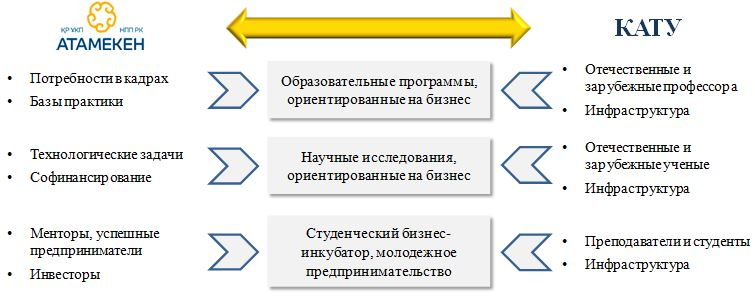 ҚР ҰКП НПП РК
АТАМЕКЕН
КАТУ
• Потребности в кадрах
• Базы практики
Образовательные программы,
ориентированные на бизнес
• Отечественные и
зарубежные профессора
• Инфраструктура
• Технологические задачи
• Софинансирование
Научные исследования,
ориентированные на бизнес
• Отечественные и
зарубежные ученые
• Инфраструктура
• Менторы, успешные
предприниматели
• Инвесторы
Студенческий бизнес-
инкубатор, молодежное
предпринимательство
• Преподаватели и студенты
• Инфраструктура